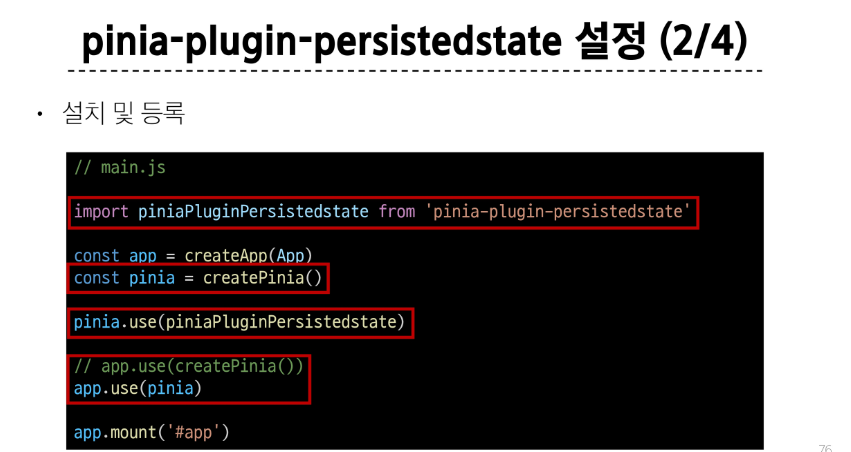 pinia-plugin-persistedstate 설정 (2/4)
• 설치 및 등록
// main.js
import piniaPluginPersistedstate from 'pinia-plugin-persistedstate'
const app = createApp(App)
const pinia = createPinia()
pinia.use(piniaPluginPersistedstate)
// app.use(createPinia())
app.use(pinia)
app.mount('#app')
76